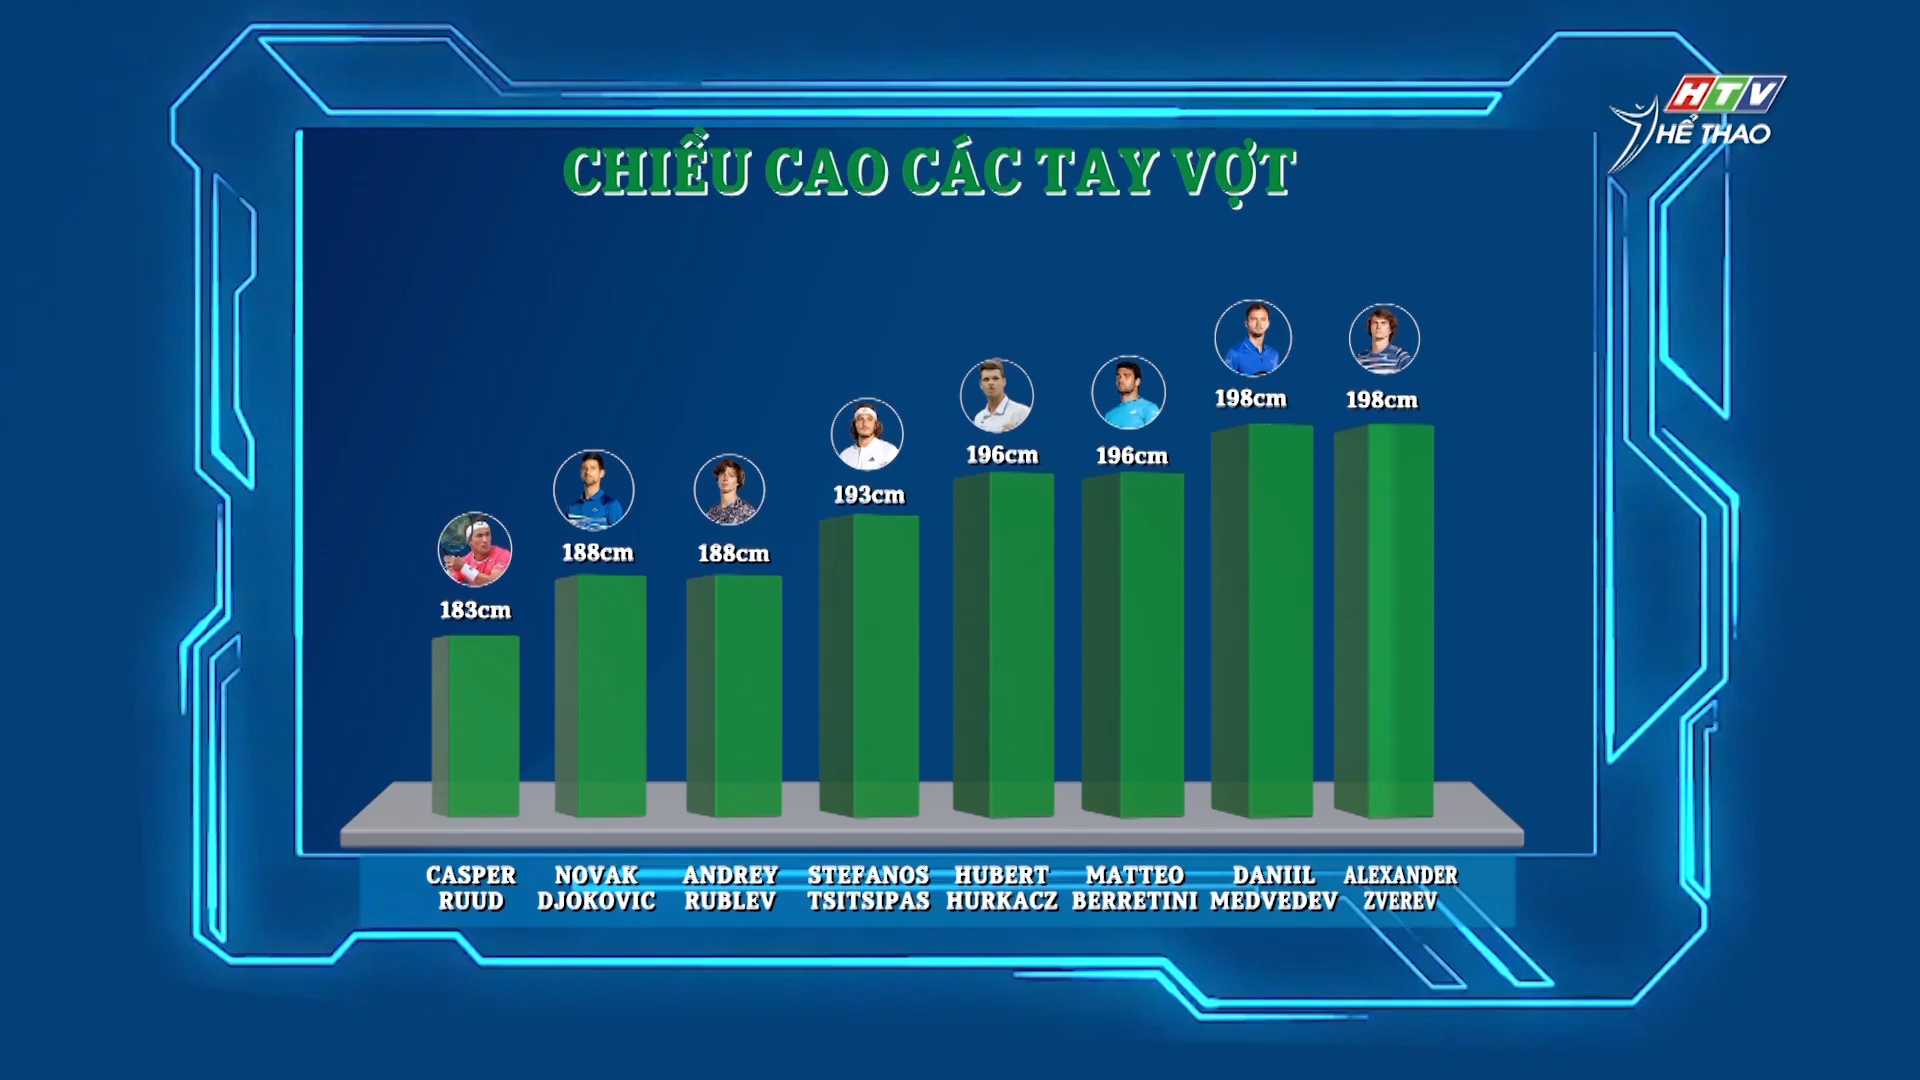 HTV
THỂ THAO
CHIỀU CAO CÁC TAY VỢT
198cm 198cm
196cm 196cm
193cm
188cm 188cm
183cm
CASPER RUUD
NOVAK DJOKOVIC
ANDREY RUBLEV
STEFANOS TSITSIPAS
HUBERT HURKACZ
MATTEO BERRETINI
DANIIL MEDVEDEV
ALEXANDER ZVEREV